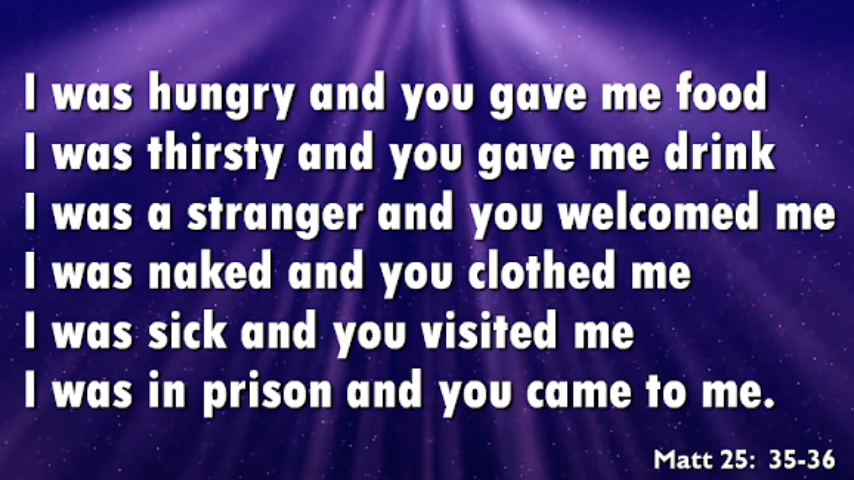 I was hungry and you gave me food
I was thirsty and you gave me drink
I was a stranger and you welcomed me
I was naked and you clothed me
I was sick and you visited me
I was in prison and you came to me.
Matt 25: 35-36